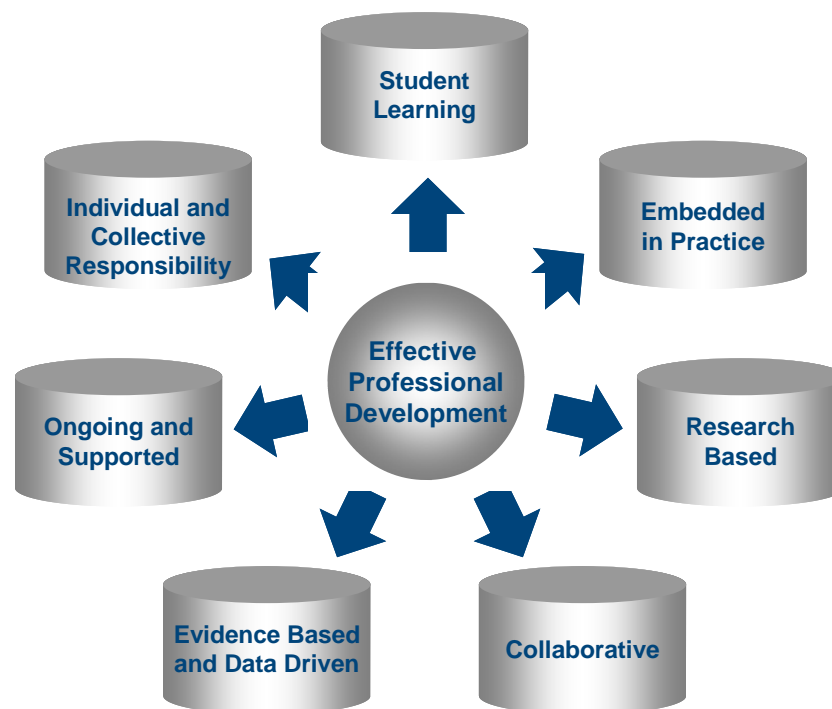 Student
Learning
Embedded
in Practice
Research
Based
Collaborative
Evidence Based
and Data Driven
Ongoing and
Supported
Individual and
Collective
Responsibility
Effective
Professional
Development